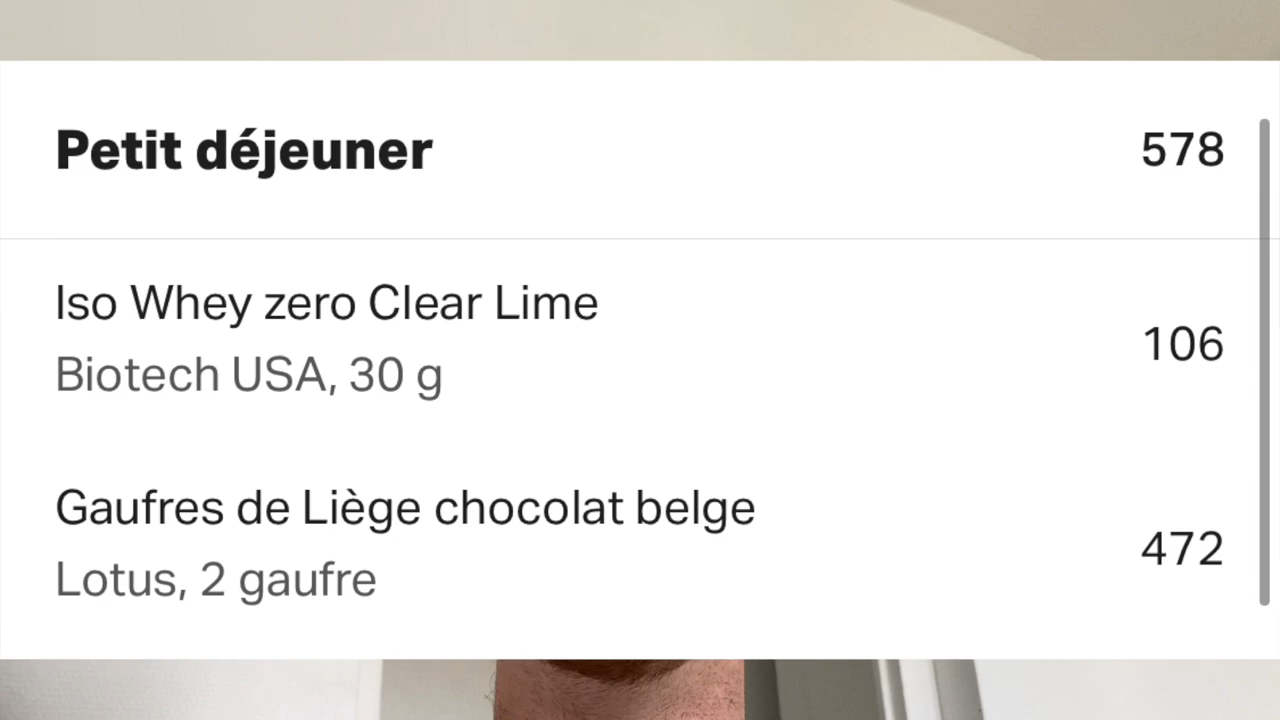 Petit déjeuner 578
Iso Whey zero Clear Lime
Biotech USA, 30 g
106
Gaufres de Liège chocolat belge
Lotus, 2 gaufre
472